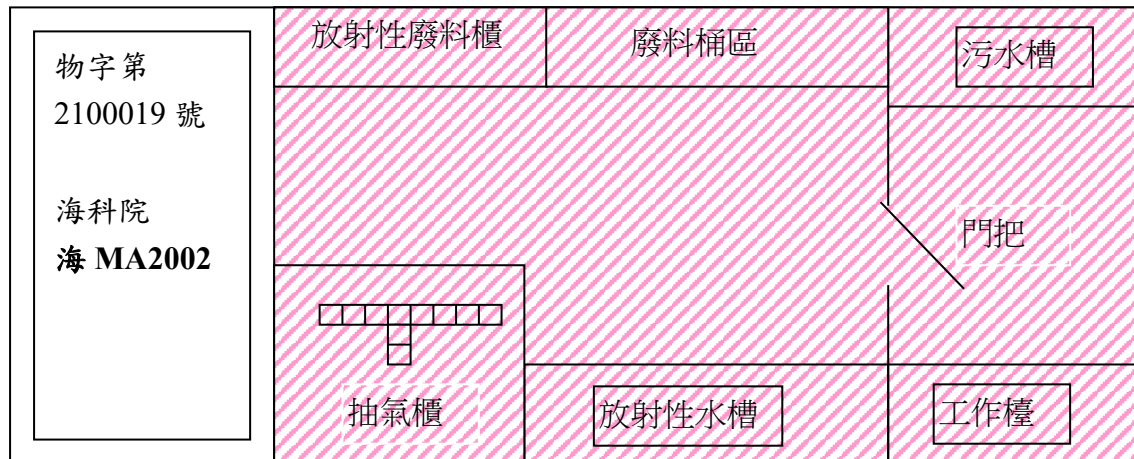 物字第
2100019 號
海科院
海 MA2002
放射性廢料櫃
廢料桶區
污水槽
門把
抽氣櫃
放射性水槽
工作檯